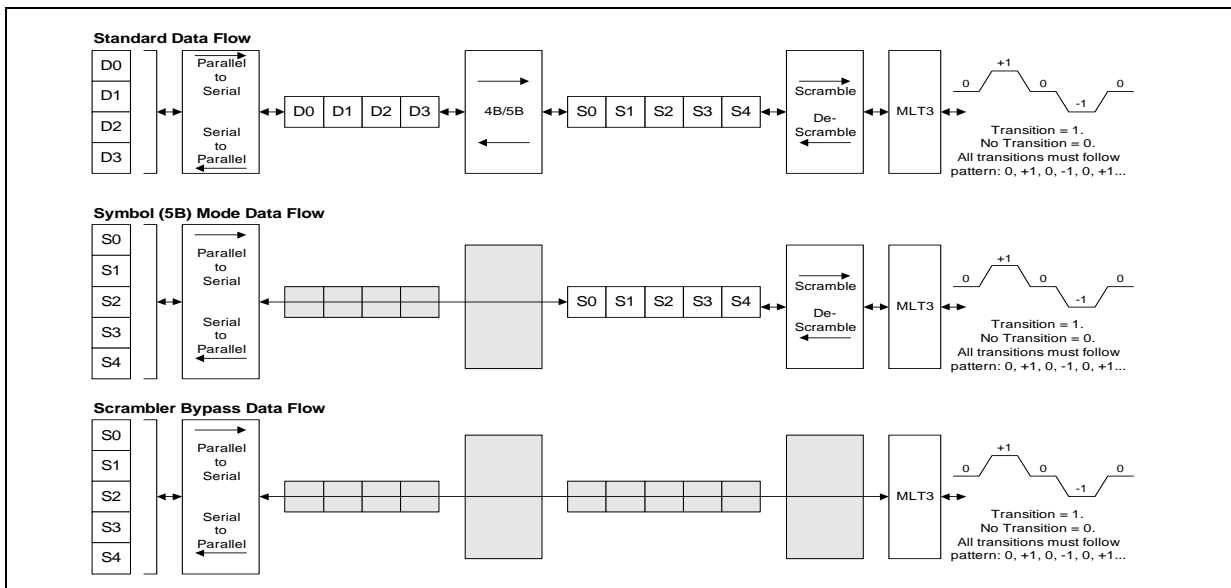 Standard Data Flow
D0
D1
D2
D3
Parallel
to
Serial
Serial
to
Parallel
D0 D1 D2 D3
4B/5B
S0 S1 S2 S3 S4
Scramble
De-
Scramble
MLT3
0 +1 0 -1 0
Transition = 1.
No Transition = 0.
All transitions must follow
pattern: 0, +1, 0, -1, 0, +1...
Symbol (5B) Mode Data Flow
S0
S1
S2
S3
S4
Parallel
to
Serial
Serial
to
Parallel
S0 S1 S2 S3 S4
Scramble
De-
Scramble
MLT3
0 +1 0 -1 0
Transition = 1.
No Transition = 0.
All transitions must follow
pattern: 0, +1, 0, -1, 0, +1...
Scrambler Bypass Data Flow
S0
S1
S2
S3
S4
Parallel
to
Serial
Serial
to
Parallel
MLT3
0 +1 0 -1 0
Transition = 1.
No Transition = 0.
All transitions must follow
pattern: 0, +1, 0, -1, 0, +1...